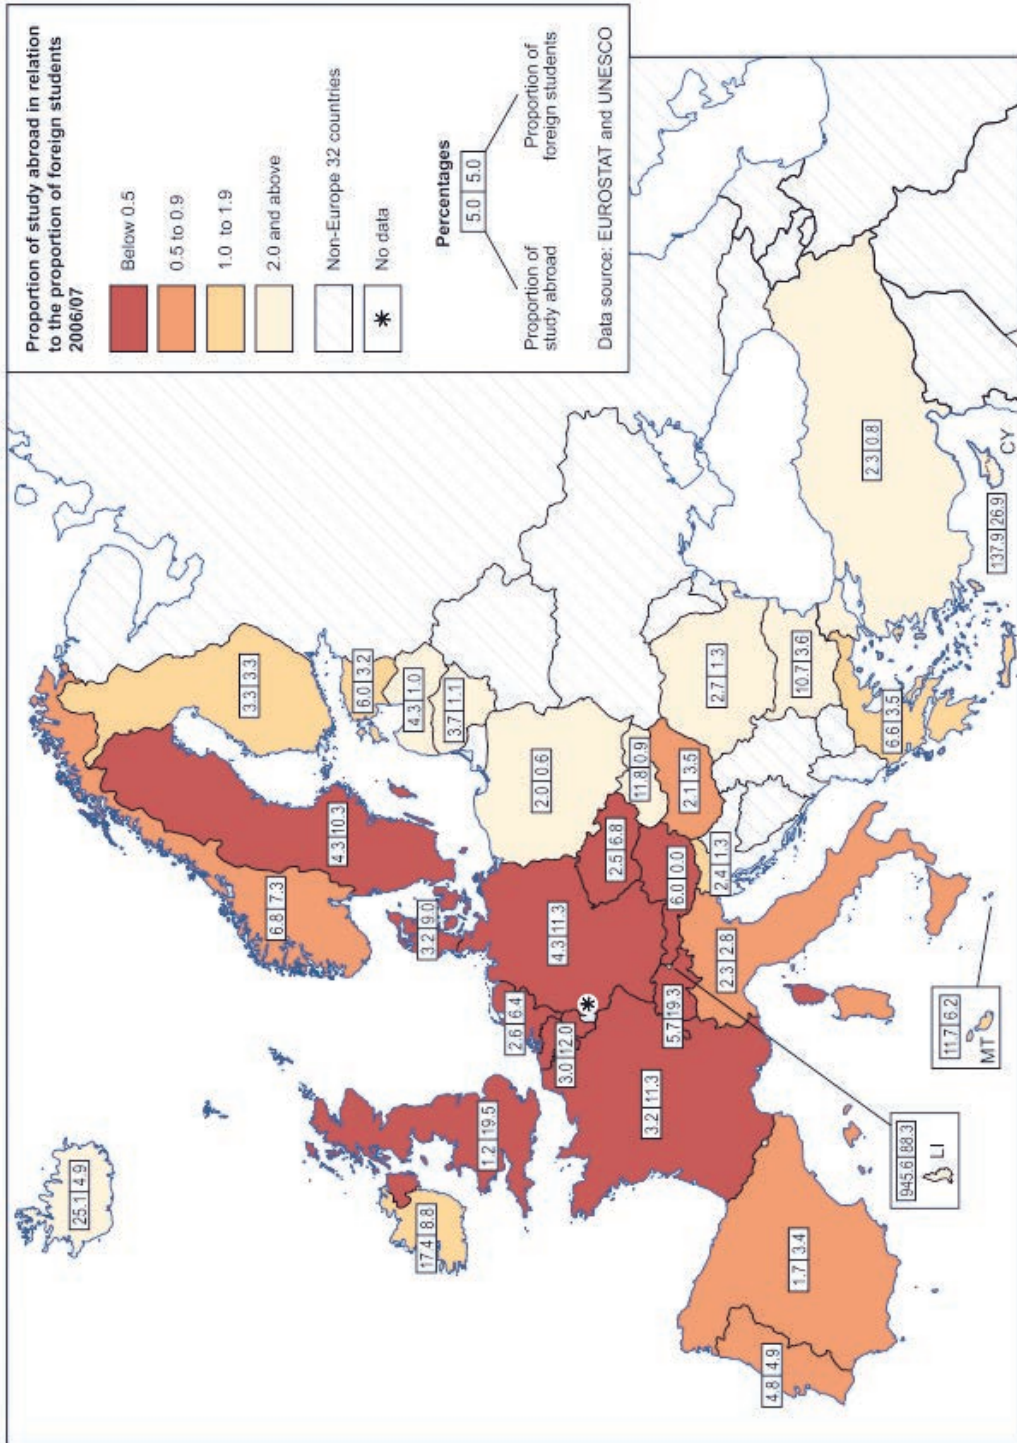 Proportion of study abroad in relation
to the proportion of foreign students
2006/07
Below 0.5
0.5 to 0.9
1.0 to 1.9
2.0 and above
Non-Europe 32 countries
No data
*
Percentages
5.0 5.0
Proportion of
study abroad
Proportion of
foreign students
Data source: EUROSTAT and UNESCO
25.1 4.9
6.8 7.3
4.3 10.3
3.3 3.3
6.0 3.2
4.3 1.0
3.7 1.1
3.2 9.0
17.4 8.8
1.2 19.5
2.6 6.4
3.0 12.0
*
4.3 11.3
2.0 0.6
2.5 6.8
11.8 0.9
3.2 11.3
5.7 19.3
6.0 0.0
2.1 3.5
2.7 1.3
2.4 1.3
2.3 2.8
10.7 3.6
4.8 4.9
1.7 3.4
6.6 3.5
2.3 0.8
945.6 88.3
LI
11.7 6.2
MT
137.9 26.9
CY